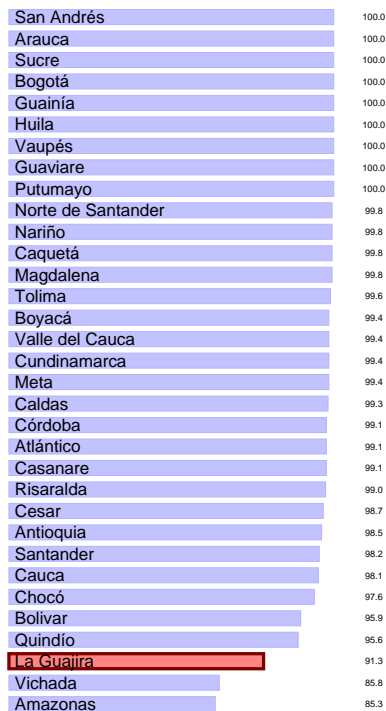 San Andrés 100.0
Arauca 100.0
Sucre 100.0
Bogotá 100.0
Guainía 100.0
Huila 100.0
Vaupés 100.0
Guaviare 100.0
Putumayo 100.0
Norte de Santander 99.8
Nariño 99.8
Caquetá 99.8
Magdalena 99.8
Tolima 99.6
Boyacá 99.4
Valle del Cauca 99.4
Cundinamarca 99.4
Meta 99.4
Caldas 99.3
Córdoba 99.1
Atlántico 99.1
Casanare 99.1
Risaralda 99.0
Cesar 98.7
Antioquia 98.5
Santander 98.2
Cauca 98.1
Chocó 97.6
Bolivar 95.9
Quindío 95.6
La Guajira 91.3
Vichada 85.8
Amazonas 85.3